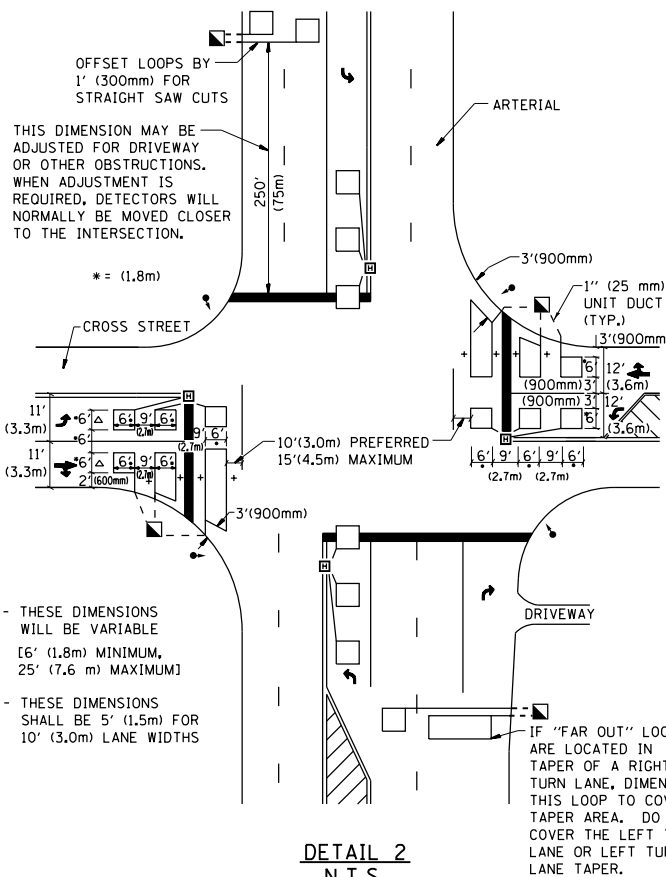 OFFSET LOOPS BY
1' (300mm) FOR
STRAIGHT SAW CUTS
THIS DIMENSION MAY BE
ADJUSTED FOR DRIVEWAY
OR OTHER OBSTRUCTIONS.
WHEN ADJUSTMENT IS
REQUIRED, DETECTORS WILL
NORMALLY BE MOVED CLOSER
TO THE INTERSECTION.
250'
(75m)
ARTERIAL
* = (1.8m)
H
3'(900mm)
1" (25 mm)
UNIT DUCT
(TYP.)
CROSS STREET
3'(900mm
+ + + +
6' 12'
(3.6m)
(900mm) 3'
(900mm) 3'
6' 12'
(3.6m)
H
6' 9' 6' 9' 6'
(2.7m) (2.7m)
H
11'
(3.3m)
*6' △ 6' 9' 6'
(2.7m)
*6'
9' 6'
(2.7m)
11'
(3.3m)
*6' △ 6' 9' 6'
(2.7m)
2' (600mm)
+ + +
10'(3.0m) PREFERRED
15'(4.5m) MAXIMUM
3'(900mm)
H
- THESE DIMENSIONS
WILL BE VARIABLE
[6' (1.8m) MINIMUM,
25' (7.6 m) MAXIMUM]
- THESE DIMENSIONS
SHALL BE 5' (1.5m) FOR
10' (3.0m) LANE WIDTHS
DRIVEWAY
IF "FAR OUT" LOO
ARE LOCATED IN
TAPER OF A RIGHT
TURN LANE, DIMEN
THIS LOOP TO COV
TAPER AREA. DO
COVER THE LEFT T
LANE OR LEFT TUR
LANE TAPER.
DETAIL 2
N.T.S.